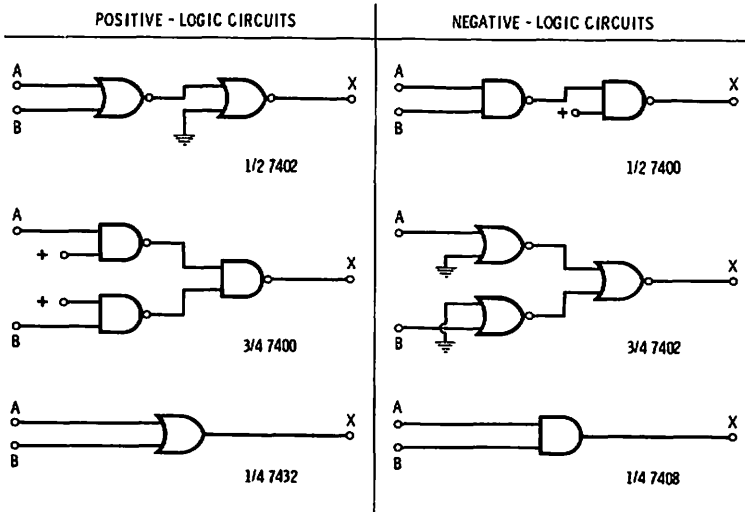 POSITIVE - LOGIC CIRCUITS
NEGATIVE - LOGIC CIRCUITS
A
B
X
1/2 7402
A
B
+
X
1/2 7400
A
+
+
B
X
3/4 7400
A
B
X
3/4 7402
A
B
X
1/4 7432
A
B
X
1/4 7408